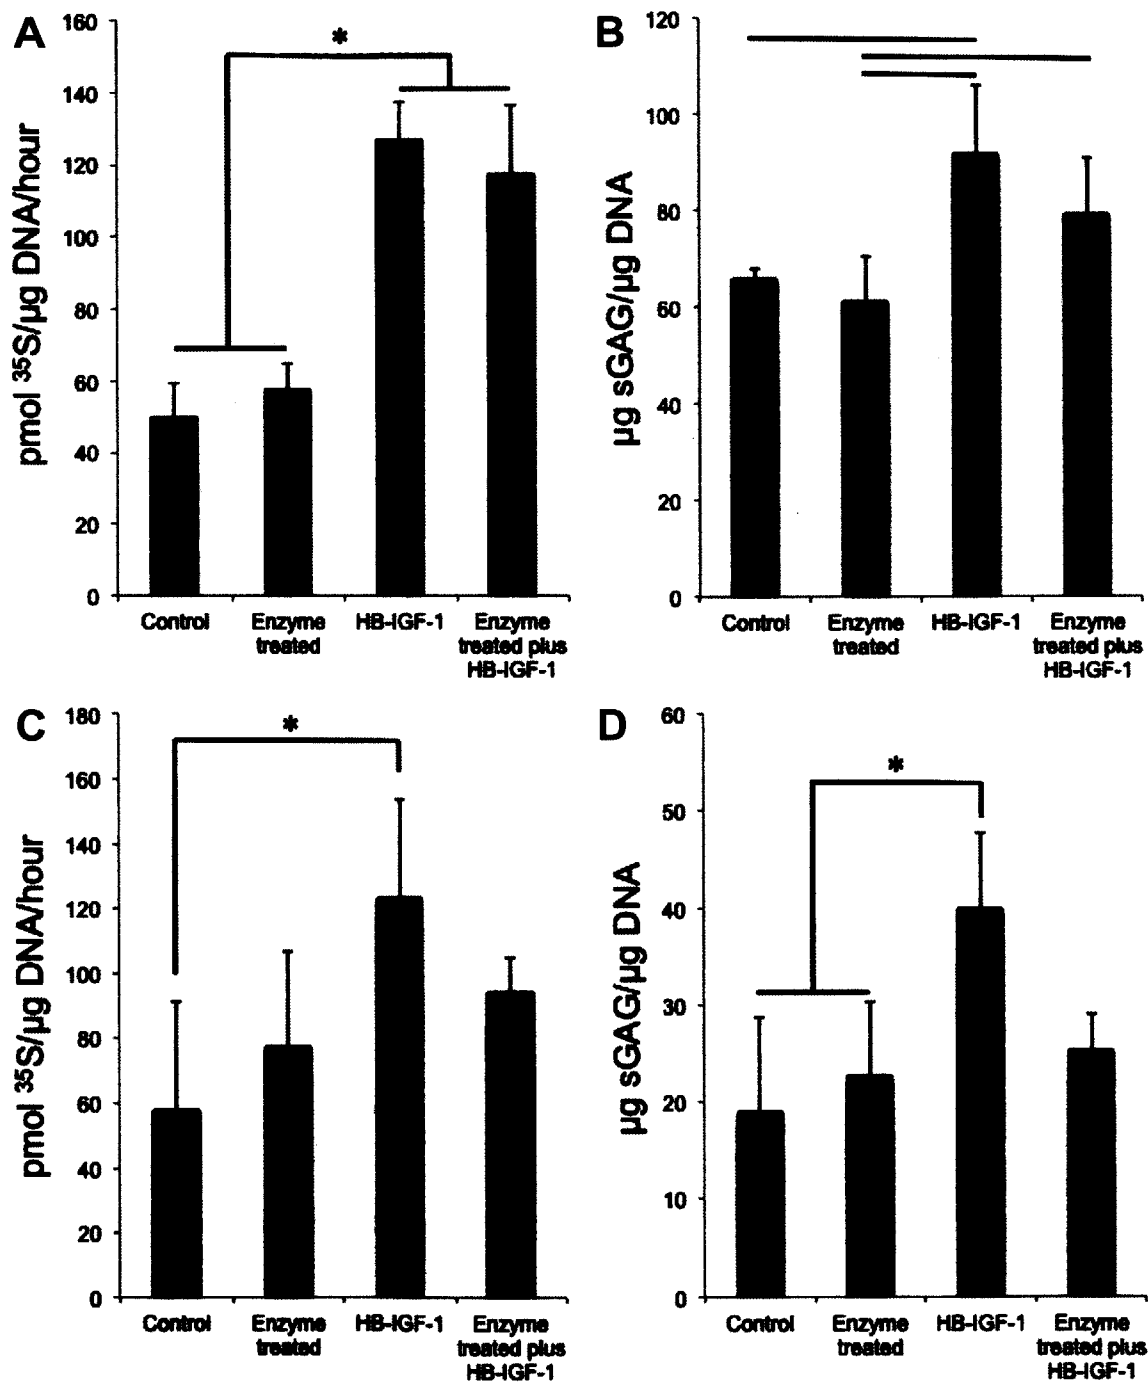 A
160
140
120
100
80
60
40
20
0
pmol 35S/µg DNA/hour
*
Control
Enzyme
treated
HB-IGF-1
Enzyme
treated plus
HB-IGF-1
B
120
100
80
60
40
20
0
µg sGAG/µg DNA
Control
Enzyme
treated
HB-IGF-1
Enzyme
treated plus
HB-IGF-1
C
180
160
140
120
100
80
60
40
20
0
pmol 35S/µg DNA/hour
*
Control
Enzyme
treated
HB-IGF-1
Enzyme
treated plus
HB-IGF-1
D
60
50
40
30
20
10
0
µg sGAG/µg DNA
*
Control
Enzyme
treated
HB-IGF-1
Enzyme
treated plus
HB-IGF-1